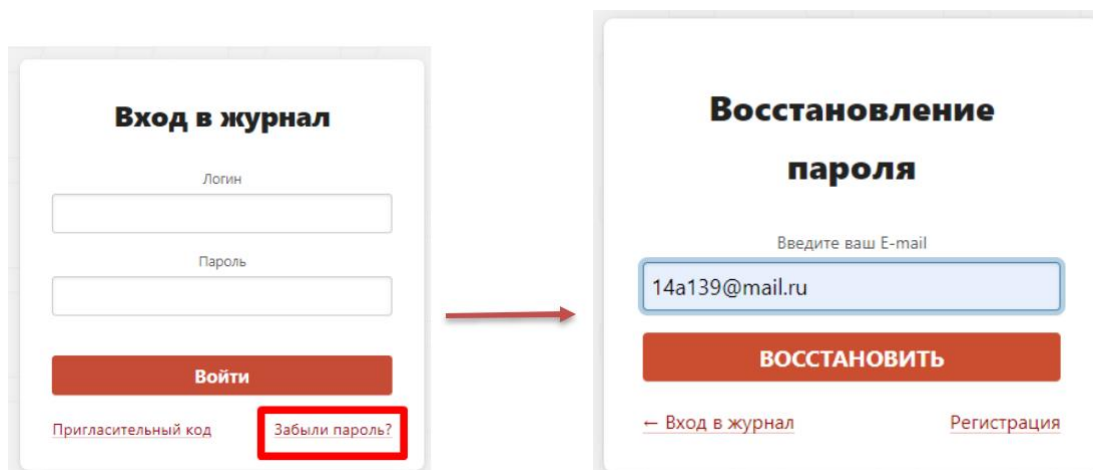 Вход в журнал
Логин
Пароль
Войти
Пригласительный код
Забыли пароль?
Восстановление
пароля
Введите ваш E-mail
14a139@mail.ru
ВОССТАНОВИТЬ
← Вход в журнал
Регистрация